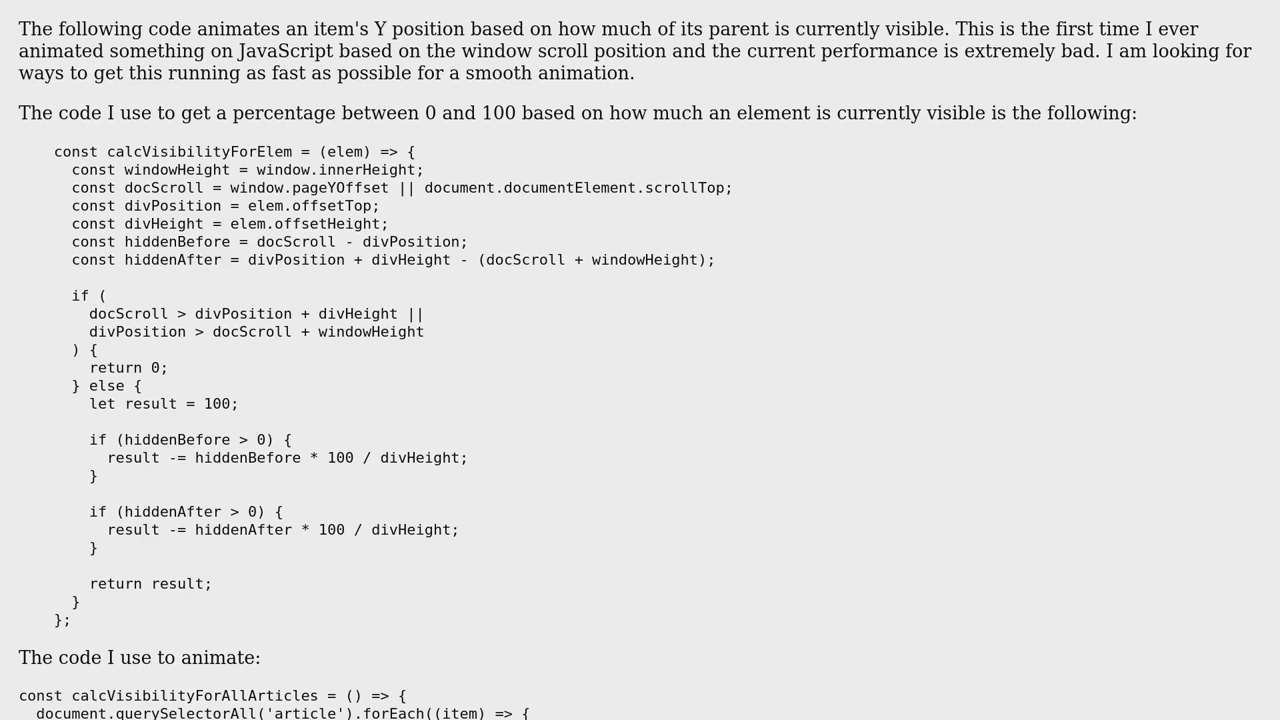 The following code animates an item's Y position based on how much of its parent is currently visible. This is the first time I ever
animated something on JavaScript based on the window scroll position and the current performance is extremely bad. I am looking for
ways to get this running as fast as possible for a smooth animation.
The code I use to get a percentage between 0 and 100 based on how much an element is currently visible is the following:
const calcVisibilityForElem = (elem) => {
  const windowHeight = window.innerHeight;
  const docScroll = window.pageYOffset || document.documentElement.scrollTop;
  const divPosition = elem.offsetTop;
  const divHeight = elem.offsetHeight;
  const hiddenBefore = docScroll - divPosition;
  const hiddenAfter = divPosition + divHeight - (docScroll + windowHeight);
  if (
    docScroll > divPosition + divHeight ||
    divPosition > docScroll + windowHeight
  ) {
    return 0;
  } else {
    let result = 100;
    if (hiddenBefore > 0) {
      result -= hiddenBefore * 100 / divHeight;
    }
    if (hiddenAfter > 0) {
      result -= hiddenAfter * 100 / divHeight;
    }
    return result;
  }
};
The code I use to animate:
const calcVisibilityForAllArticles = () => {
  document.querySelectorAll('article').forEach((item) => {